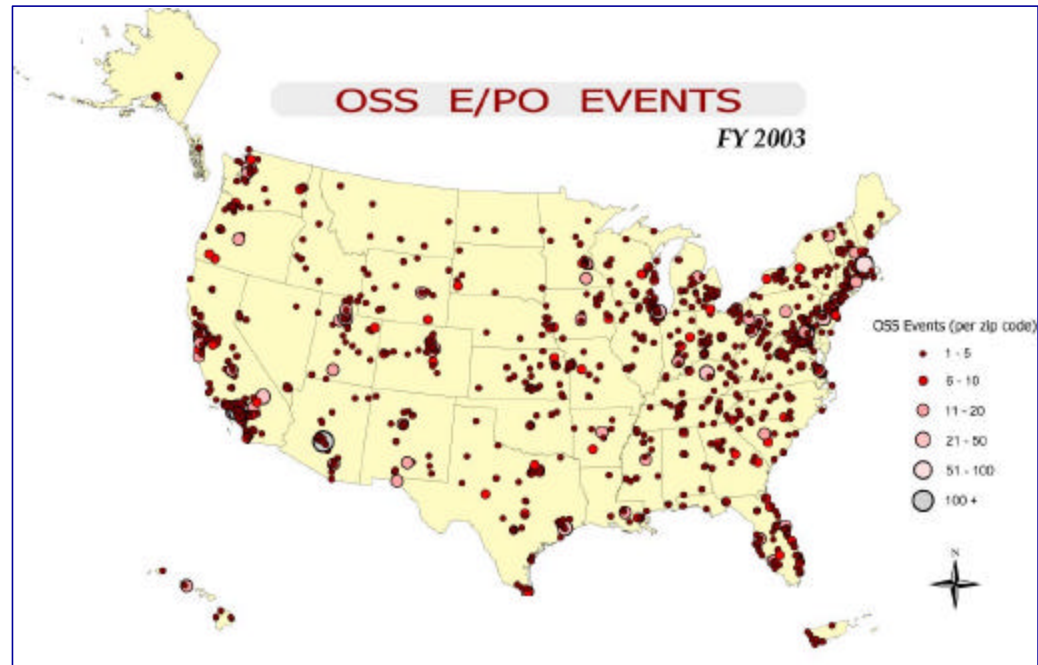 OSS E/PO EVENTS
FY 2003
OSS Events (per zip code)
1 - 5
6 - 10
11 - 20
21 - 50
51 - 100
100 +
N